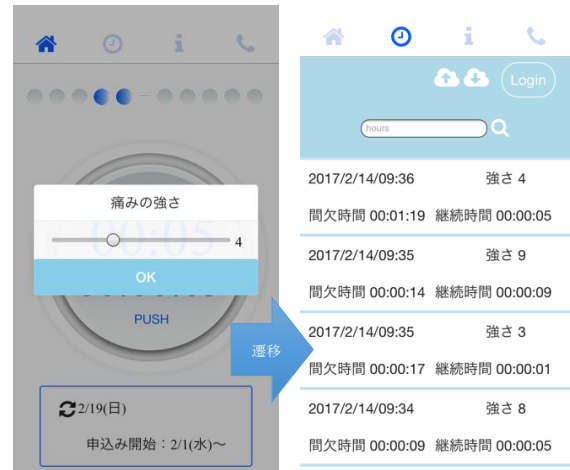 痛みの強さ
00:05
4
OK
PUSH
2/19(日)
申込み開始：2/1(水)～
遷移
Login
hours
2017/2/14/09:36 強さ 4
間欠時間 00:01:19 継続時間 00:00:05
2017/2/14/09:35 強さ 9
間欠時間 00:00:14 継続時間 00:00:09
2017/2/14/09:35 強さ 3
間欠時間 00:00:17 継続時間 00:00:01
2017/2/14/09:34 強さ 8
間欠時間 00:00:09 継続時間 00:00:05